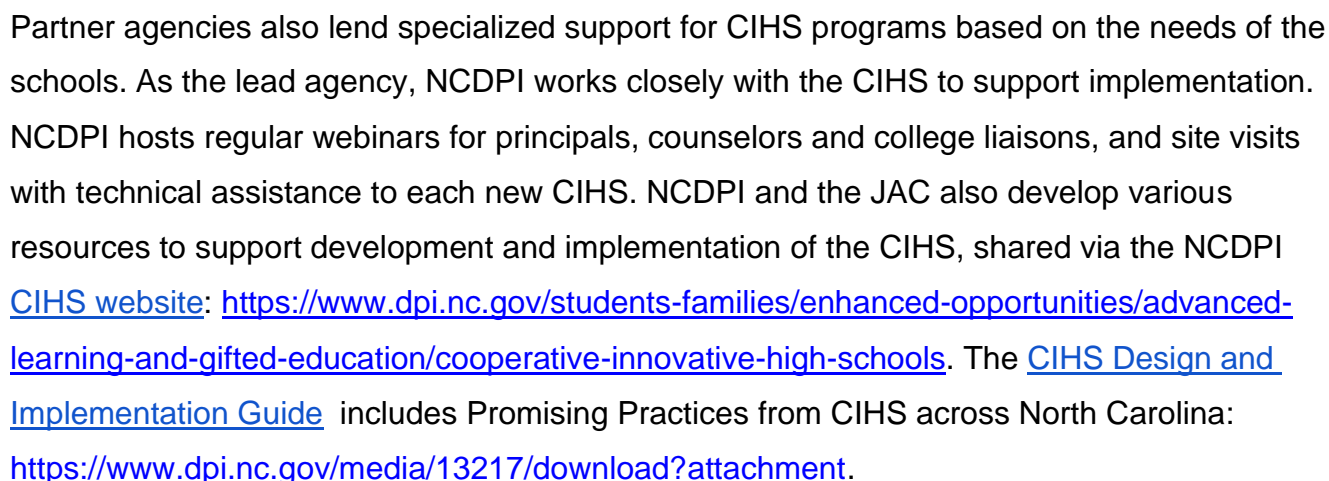 Partner agencies also lend specialized support for CIHS programs based on the needs of the
schools. As the lead agency, NCDPI works closely with the CIHS to support implementation.
NCDPI hosts regular webinars for principals, counselors and college liaisons, and site visits
with technical assistance to each new CIHS. NCDPI and the JAC also develop various
resources to support development and implementation of the CIHS, shared via the NCDPI
CIHS website: https://www.dpi.nc.gov/students-families/enhanced-opportunities/advanced-
learning-and-gifted-education/cooperative-innovative-high-schools. The CIHS Design and
Implementation Guide includes Promising Practices from CIHS across North Carolina:
https://www.dpi.nc.gov/media/13217/download?attachment.